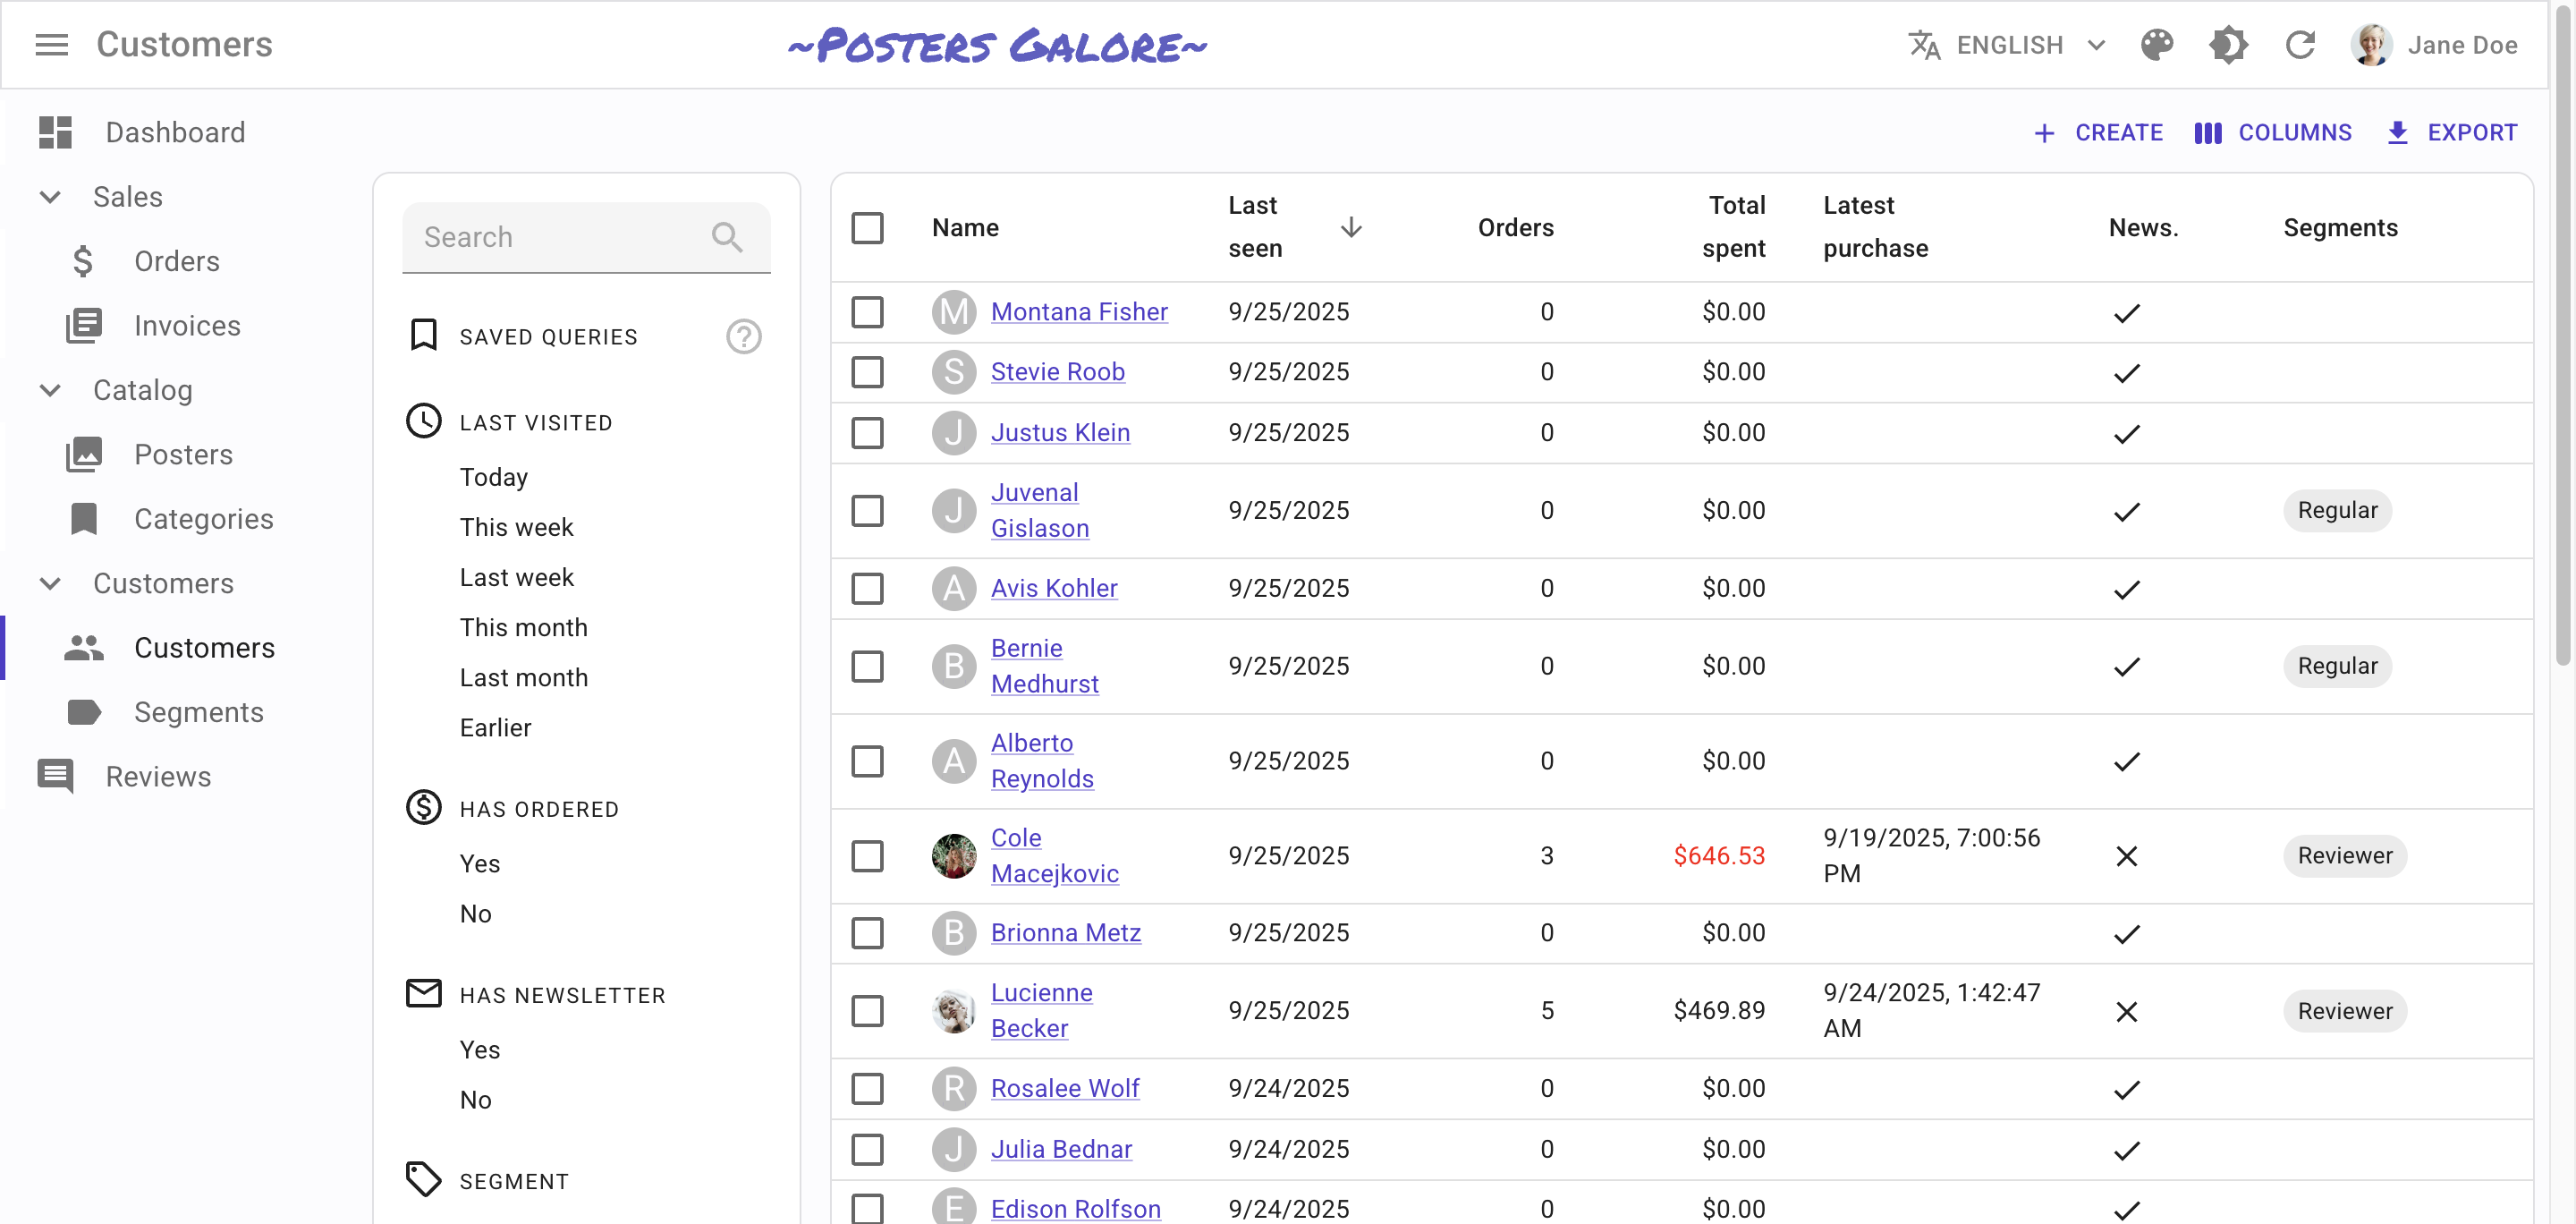 Customers
~Posters Galore~
ENGLISH
Jane Doe
Dashboard
Sales
Orders
Invoices
Catalog
Posters
Categories
Customers
Customers
Segments
Reviews
CREATE
COLUMNS
EXPORT
Search
SAVED QUERIES
?
LAST VISITED
Today
This week
Last week
This month
Last month
Earlier
HAS ORDERED
Yes
No
HAS NEWSLETTER
Yes
No
SEGMENT
Name Last seen Orders Total spent Latest purchase News. Segments
M Montana Fisher 9/25/2025 0 $0.00
S Stevie Roob 9/25/2025 0 $0.00
J Justus Klein 9/25/2025 0 $0.00
J Juvenal Gislason 9/25/2025 0 $0.00 Regular
A Avis Kohler 9/25/2025 0 $0.00
B Bernie Medhurst 9/25/2025 0 $0.00 Regular
A Alberto Reynolds 9/25/2025 0 $0.00
Cole Macejkovic 9/25/2025 3 $646.53 9/19/2025, 7:00:56 PM Reviewer
B Brionna Metz 9/25/2025 0 $0.00
Lucienne Becker 9/25/2025 5 $469.89 9/24/2025, 1:42:47 AM Reviewer
R Rosalee Wolf 9/24/2025 0 $0.00
J Julia Bednar 9/24/2025 0 $0.00
E Edison Rolfson 9/24/2025 0 $0.00